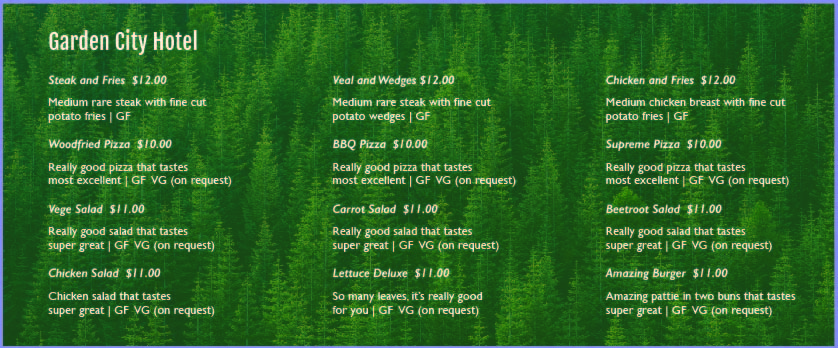 Garden City Hotel
Steak and Fries $12.00
Medium rare steak with fine cut
potato fries | GF
Woodfried Pizza $10.00
Really good pizza that tastes
most excellent | GF VG (on request)
Vege Salad $11.00
Really good salad that tastes
super great | GF VG (on request)
Chicken Salad $11.00
Chicken salad that tastes
super great | GF VG (on request)
Veal and Wedges $12.00
Medium rare steak with fine cut
potato wedges | GF
BBQ Pizza $10.00
Really good pizza that tastes
most excellent | GF VG (on request)
Carrot Salad $11.00
Really good salad that tastes
super great | GF VG (on request)
Lettuce Deluxe $11.00
So many leaves, it's really good
for you | GF VG (on request)
Chicken and Fries $12.00
Medium chicken breast with fine cut
potato fries | GF
Supreme Pizza $10.00
Really good pizza that tastes
most excellent | GF VG (on request)
Beetroot Salad $11.00
Really good salad that tastes
super great | GF VG (on request)
Amazing Burger $11.00
Amazing pattie in two buns that tastes
super great | GF VG (on request)